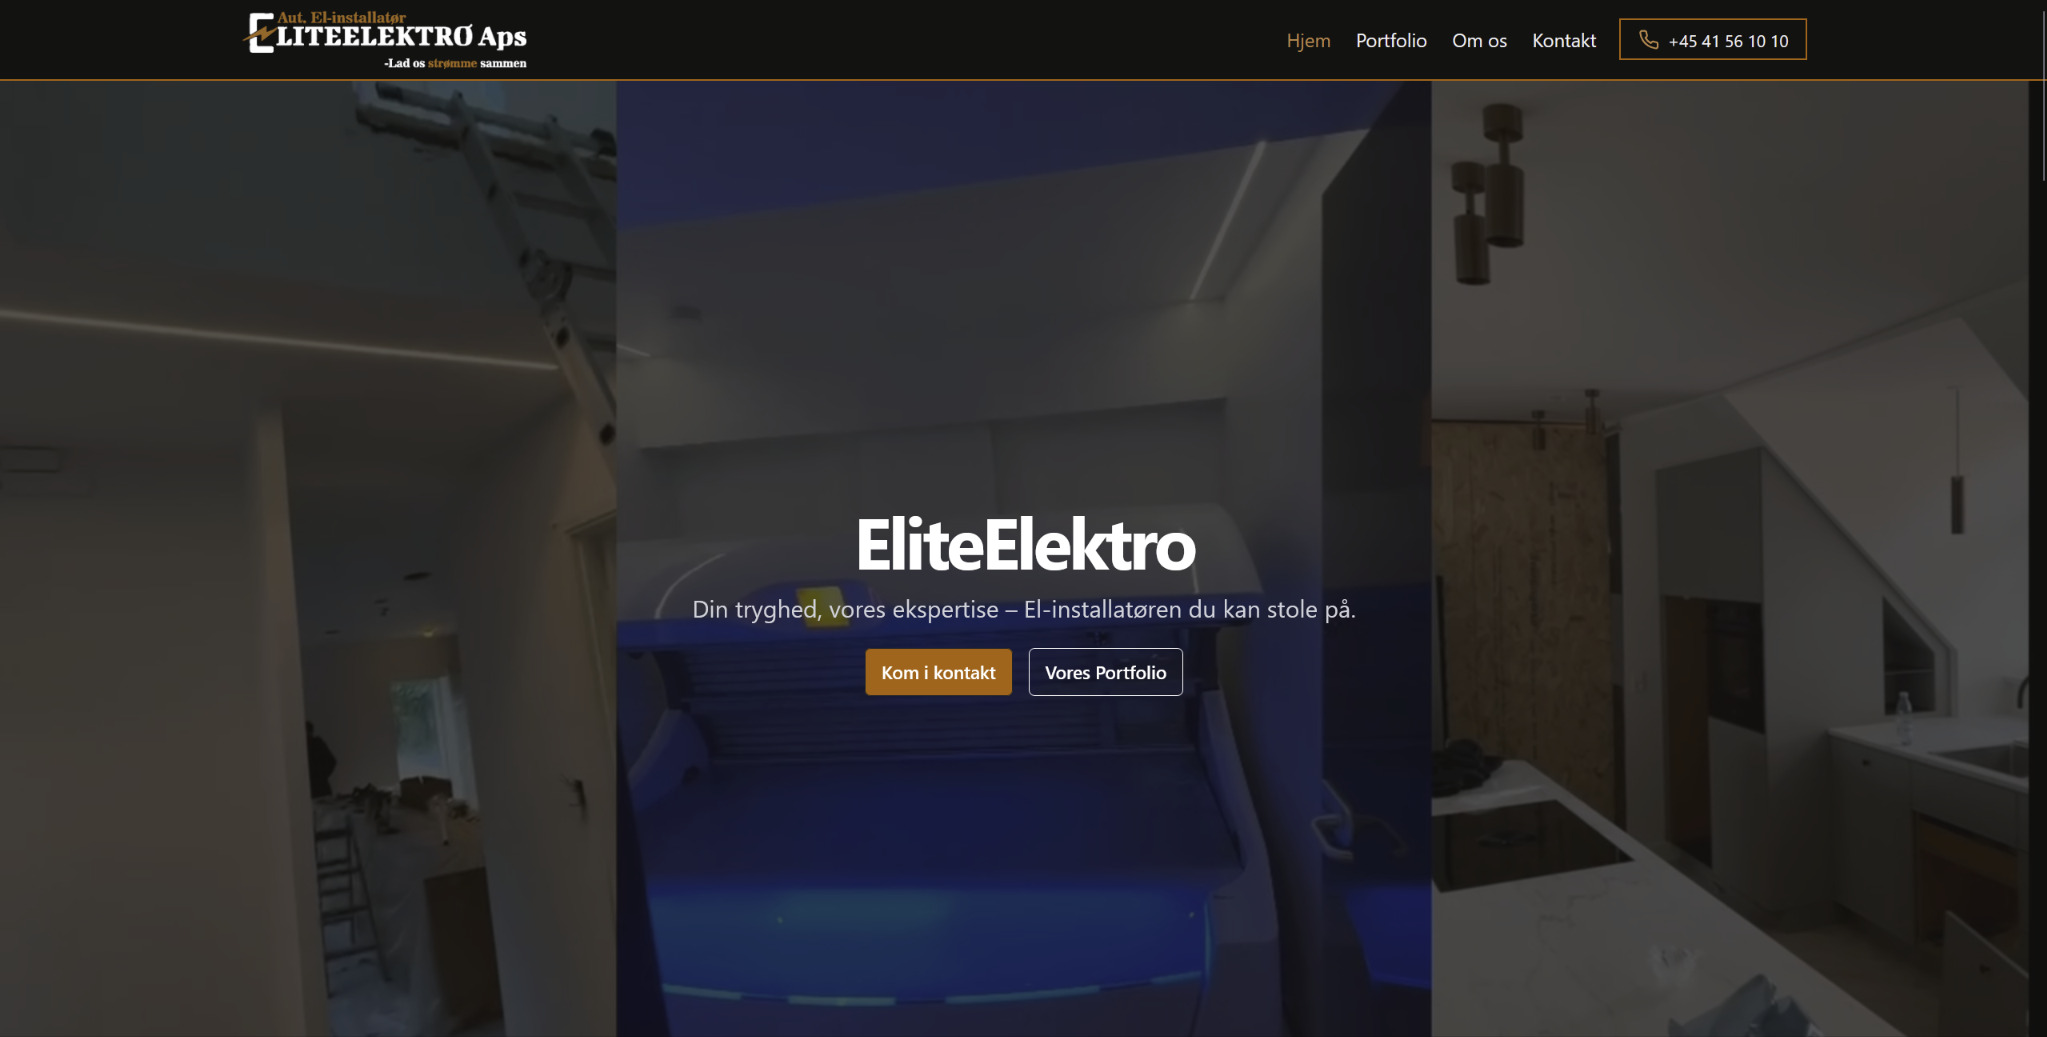 Aut. El-installatør
ELITEELEKTRO Aps
-Lad os strømme sammen
Hjem Portfolio Om os Kontakt +45 41 56 10 10
EliteElektro
Din tryghed, vores ekspertise – El-installatøren du kan stole på.
Kom i kontakt Vores Portfolio